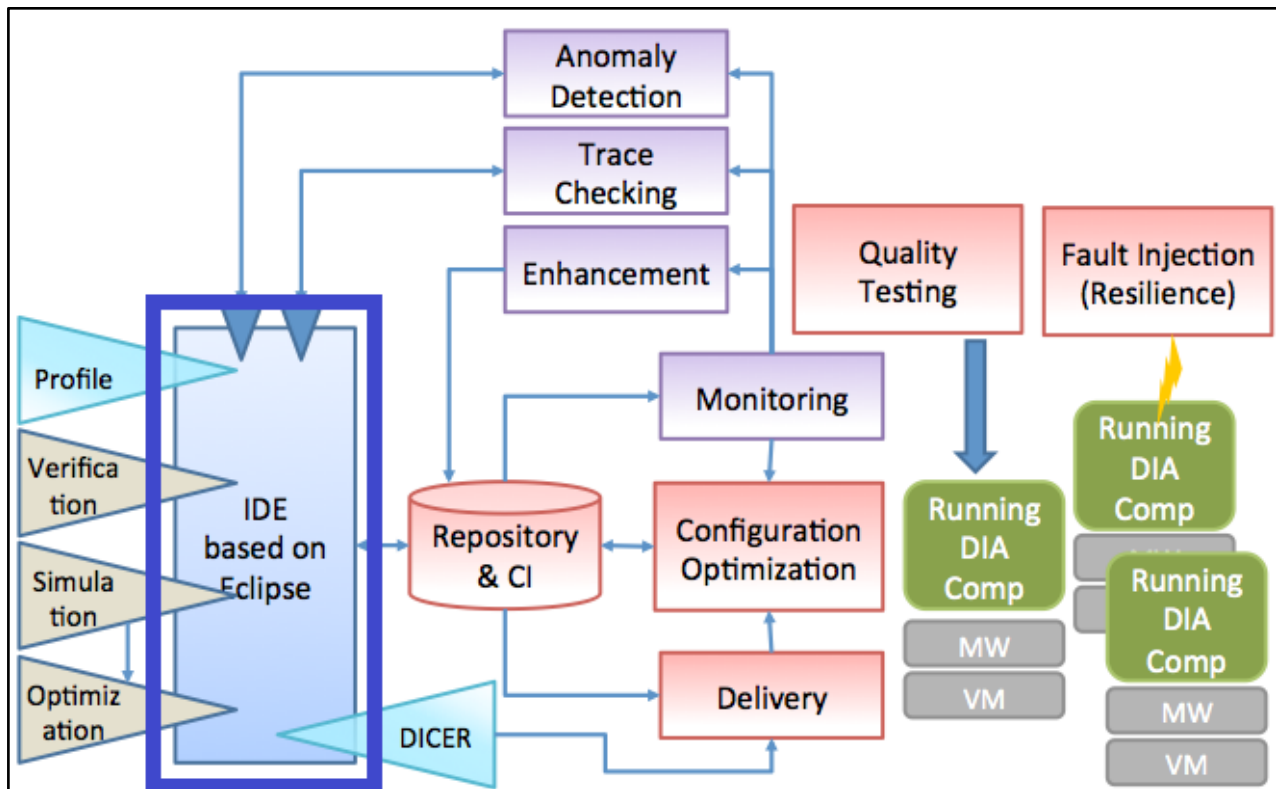 Anomaly
Detection
Trace
Checking
Enhancement
Quality
Testing
Fault Injection
(Resilience)
Profile
Monitoring
Verifica
tion
IDE
based on
Eclipse
Repository
& CI
Configuration
Optimization
Running
DIA
Comp
MW
VM
Running
DIA
Comp
MW
Running
DIA
Comp
MW
VM
Simula
tion
Optimiz
ation
DICER
Delivery